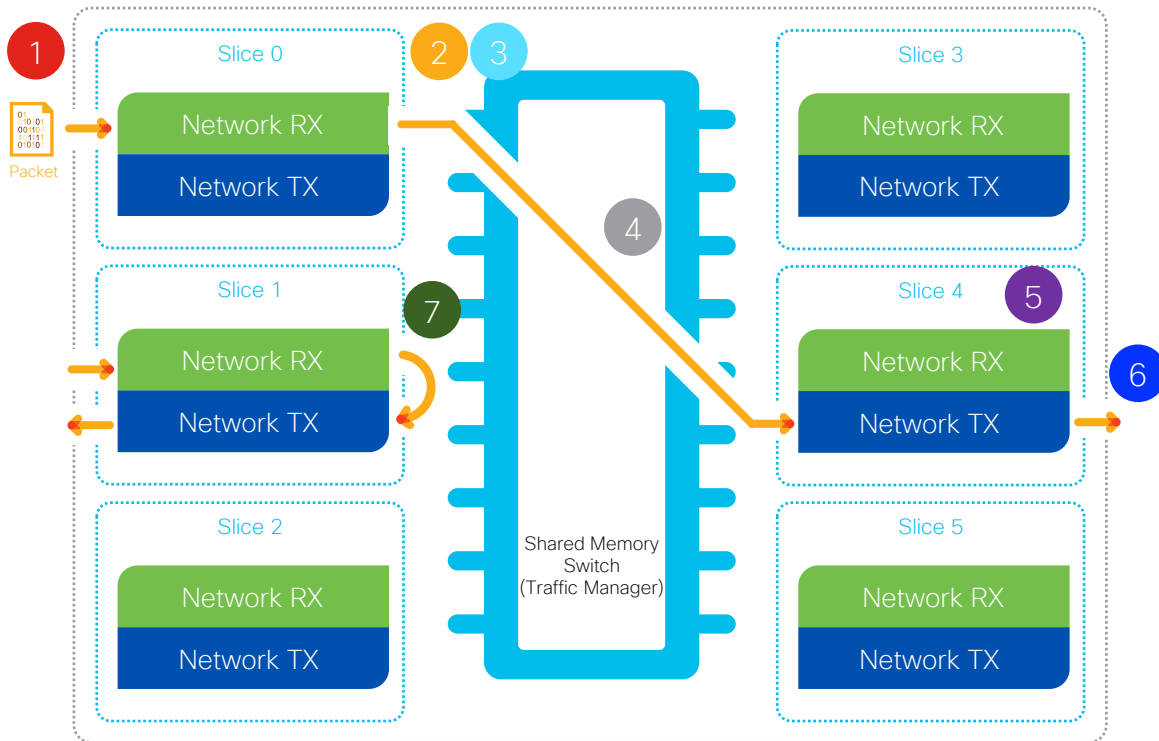 1
Slice 0
2
3
Slice 3
Network RX
Network RX
Packet
Network TX
Network TX
4
Slice 1
7
Slice 4
5
Network RX
Network RX
6
Network TX
Network TX
Slice 2
Slice 5
Shared Memory
Switch
(Traffic Manager)
Network RX
Network RX
Network TX
Network TX